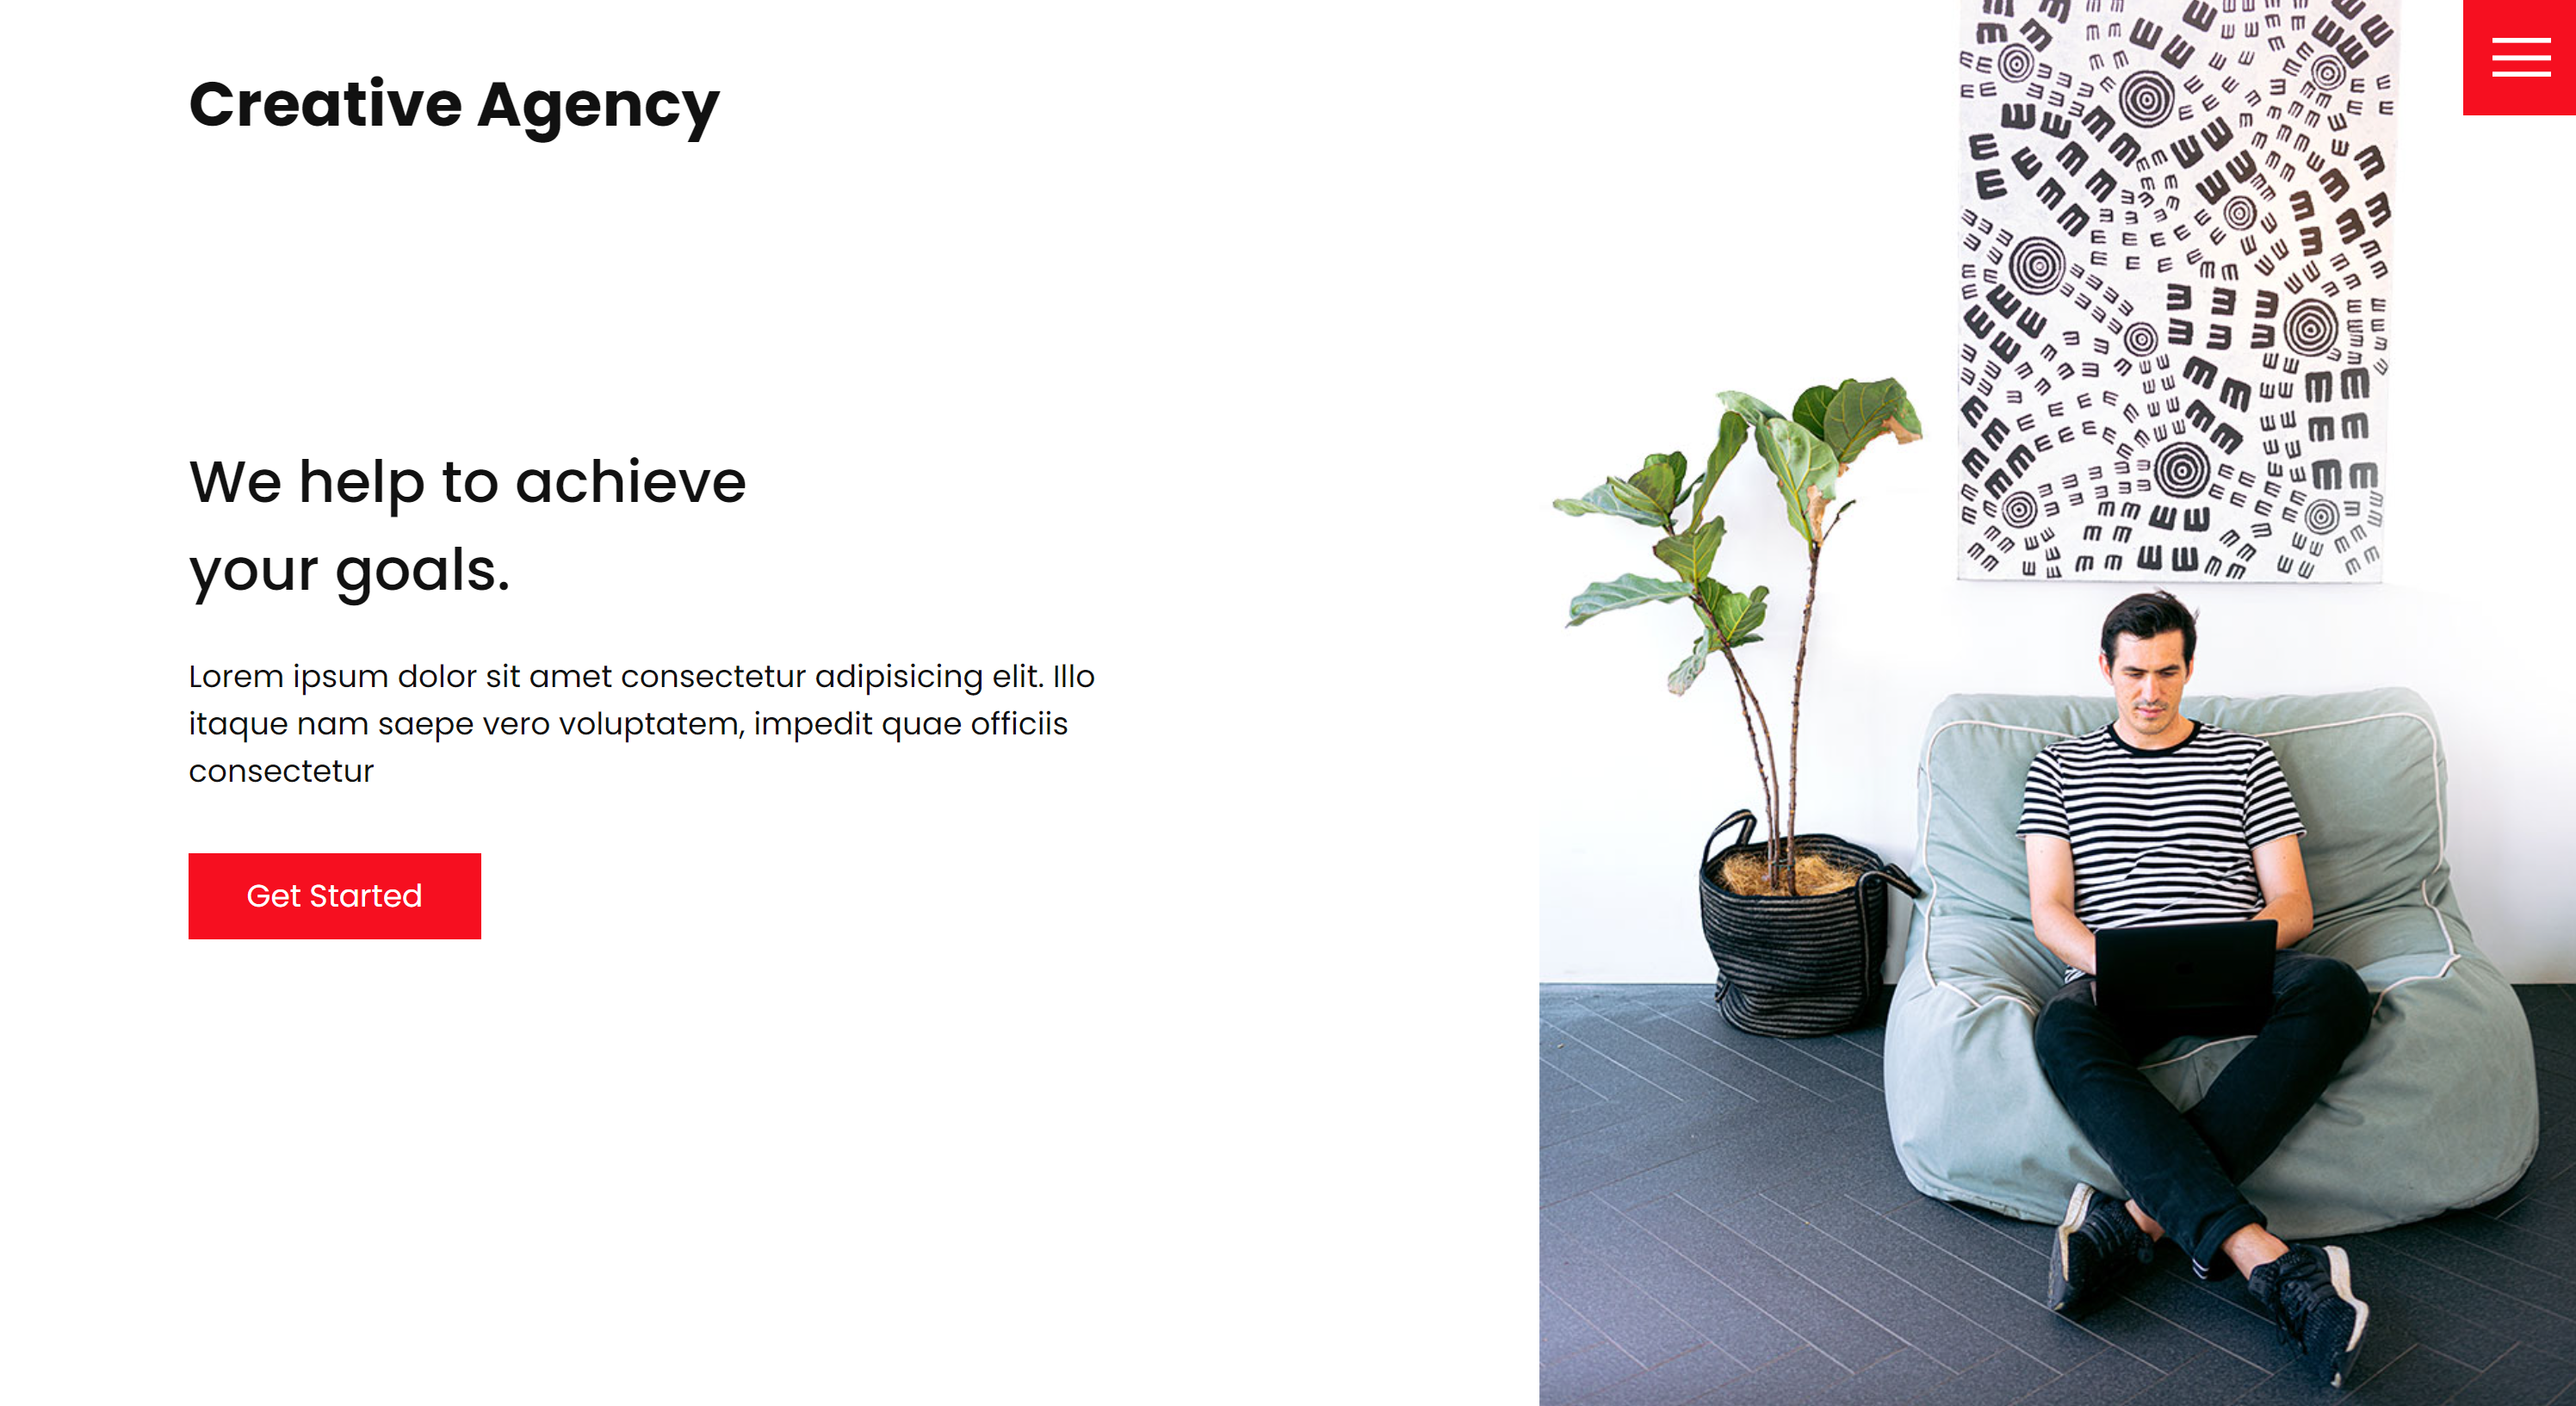 Creative Agency
We help to achieve
your goals.
Lorem ipsum dolor sit amet consectetur adipisicing elit. Illo
itaque nam saepe vero voluptatem, impedit quae officiis
consectetur
Get Started